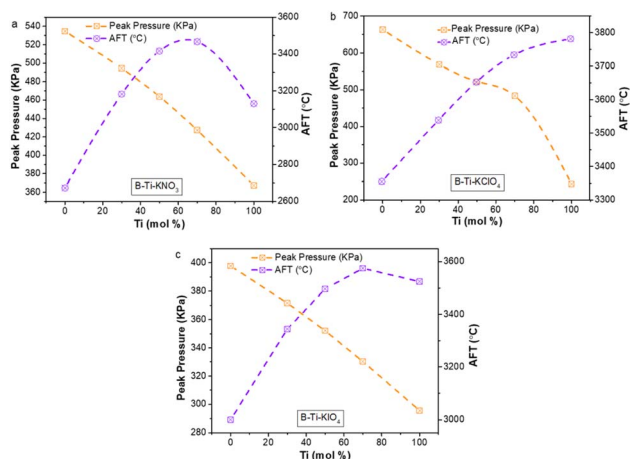 a
Peak Pressure (KPa)
AFT (°C)
540
520
500
480
460
440
420
400
380
360
Peak Pressure (KPa)
3600
3400
3200
3000
2800
2600
AFT (°C)
B-Ti-KNO₃
0 20 40 60 80 100
Ti (mol %)
b
Peak Pressure (KPa)
AFT (°C)
700
600
500
400
300
200
Peak Pressure (KPa)
3800
3700
3600
3500
3400
3300
AFT (°C)
B-Ti-KClO₄
0 20 40 60 80 100
Ti (mol %)
c
Peak Pressure (KPa)
AFT (°C)
400
380
360
340
320
300
280
Peak Pressure (KPa)
3600
3400
3200
3000
AFT (°C)
B-Ti-KIO₄
0 20 40 60 80 100
Ti (mol %)